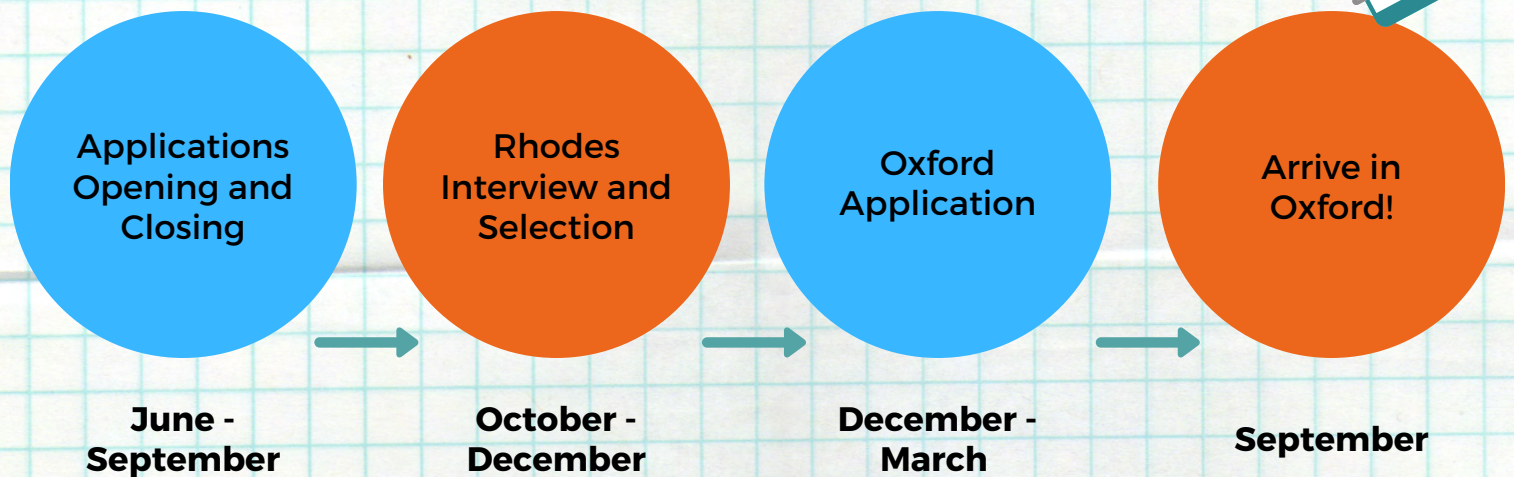 Applications
Opening and
Closing
Rhodes
Interview and
Selection
Oxford
Application
Arrive in
Oxford!
June -
September
October -
December
December -
March
September